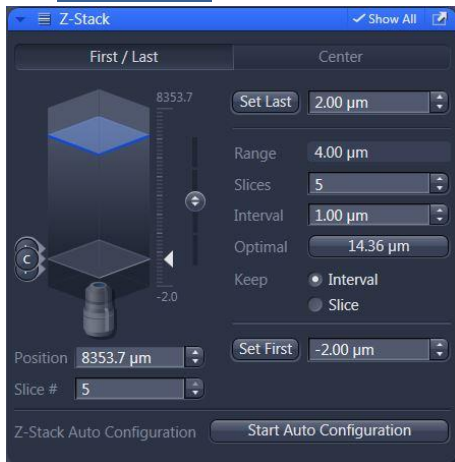 Z-Stack
Show All
First / Last
Center
8353.7
Set Last 2.00 µm
Range 4.00 µm
Slices 5
Interval 1.00 µm
Optimal 14.36 µm
Keep Interval
Slice
C
-2.0
Set First -2.00 µm
Position 8353.7 µm
Slice # 5
Z-Stack Auto Configuration Start Auto Configuration